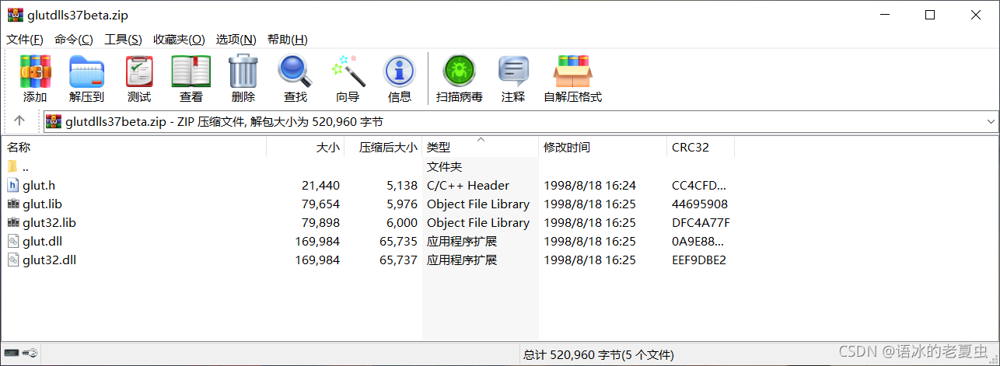 glutdlls37beta.zip
文件(F) 命令(C) 工具(S) 收藏夹(O) 选项(N) 帮助(H)
添加 解压到 测试 查看 删除 查找 向导 信息 扫描病毒 注释 自解压格式
glutdlls37beta.zip - ZIP 压缩文件, 解包大小为 520,960 字节
名称 大小 压缩后大小 类型 修改时间 CRC32
.. 文件夹
glut.h 21,440 5,138 C/C++ Header 1998/8/18 16:24 CC4CFD...
glut.lib 79,654 5,976 Object File Library 1998/8/18 16:25 44695908
glut32.lib 79,898 6,000 Object File Library 1998/8/18 16:25 DFC4A77F
glut.dll 169,984 65,735 应用程序扩展 1998/8/18 16:25 0A9E88...
glut32.dll 169,984 65,737 应用程序扩展 1998/8/18 16:25 EEF9DBE2
总计 520,960 字节(5 个文件)
CSDN @语冰的老夏虫